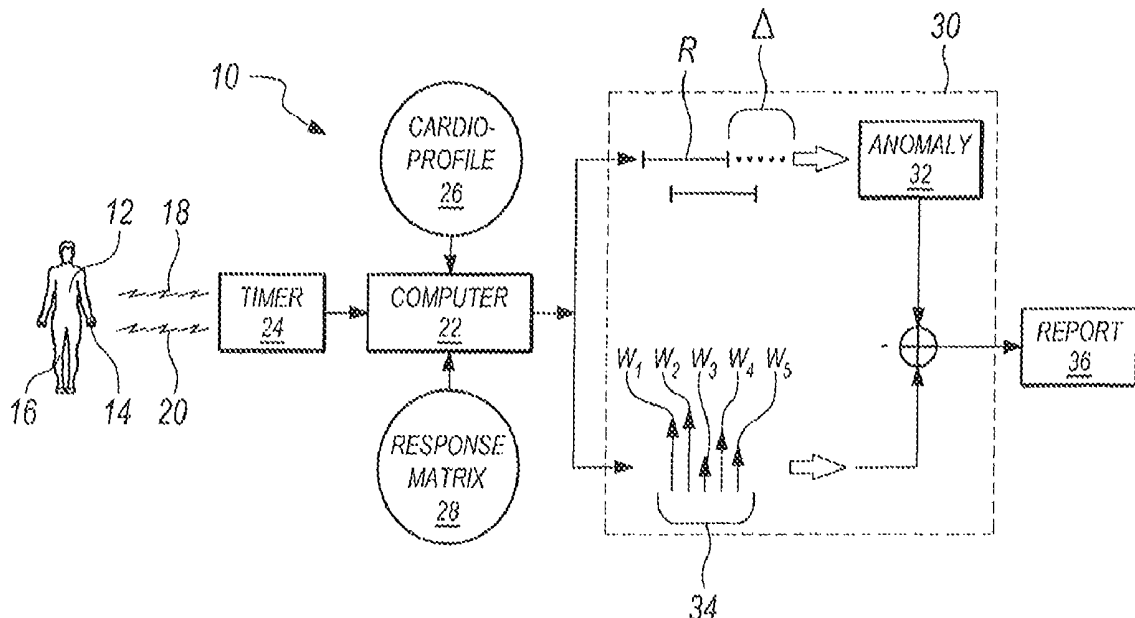 Δ
30
R
10
CARDIO-
PROFILE
26
ANOMALY
32
12
18
TIMER
24
COMPUTER
22
REPORT
36
W1 W2 W3 W4 W5
16
14
20
RESPONSE
MATRIX
28
34